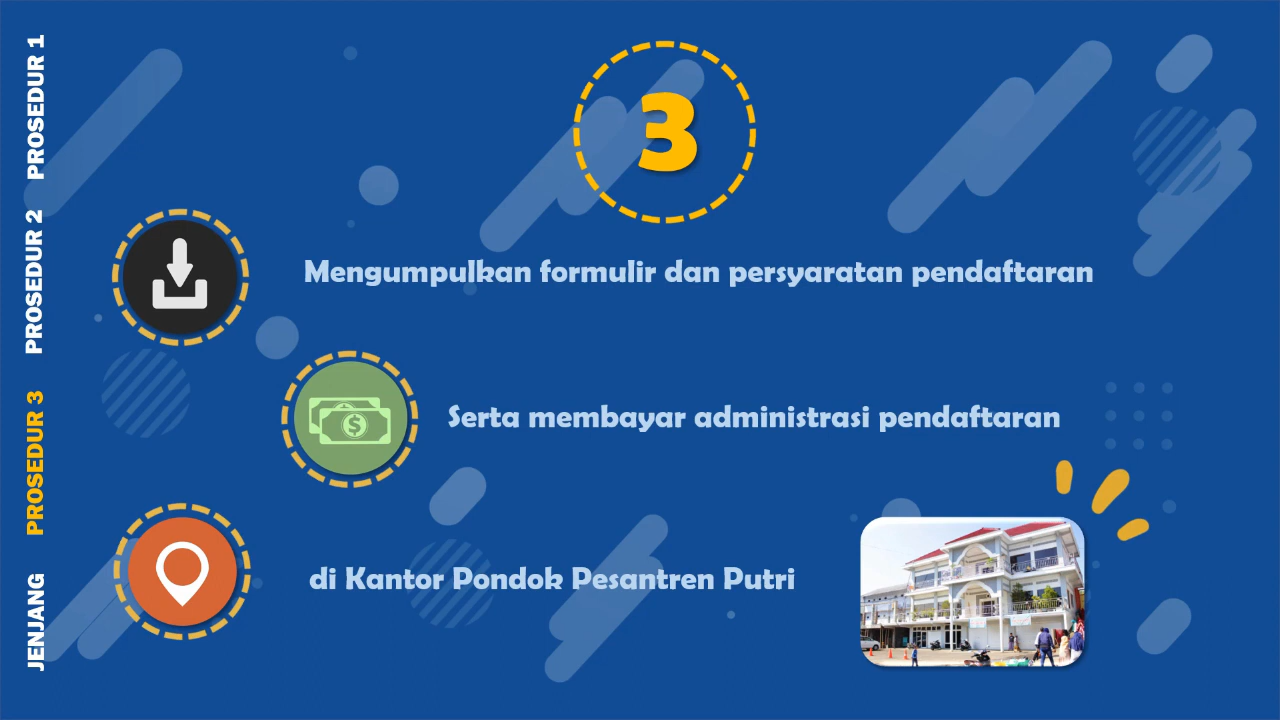 PROSEDUR 1
PROSEDUR 2
PROSEDUR 3
JENJANG
3
Mengumpulkan formulir dan persyaratan pendaftaran
Serta membayar administrasi pendaftaran
di Kantor Pondok Pesantren Putri